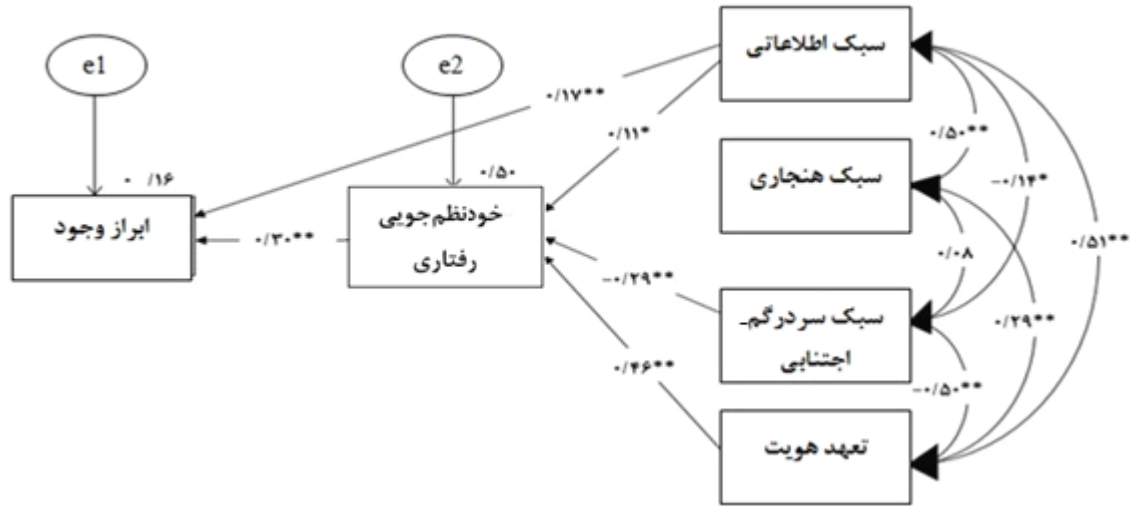 سبک اطلاعاتی
e2
e1
۰/۱۷**
۰/۱۱*
۰/۵۰**
سبک هنجاری
-۰/۱۴*
۰/۵۰
۰ /۱۶
خودنظم‌جویی
رفتاری
ابراز وجود
۰/۳۰**
۰/۵۱**
۰/۰۸
-۰/۲۹**
سبک سردرگم-
اجتنابی
۰/۲۹**
۰/۴۶**
-۰/۵۰**
تعهد هویت